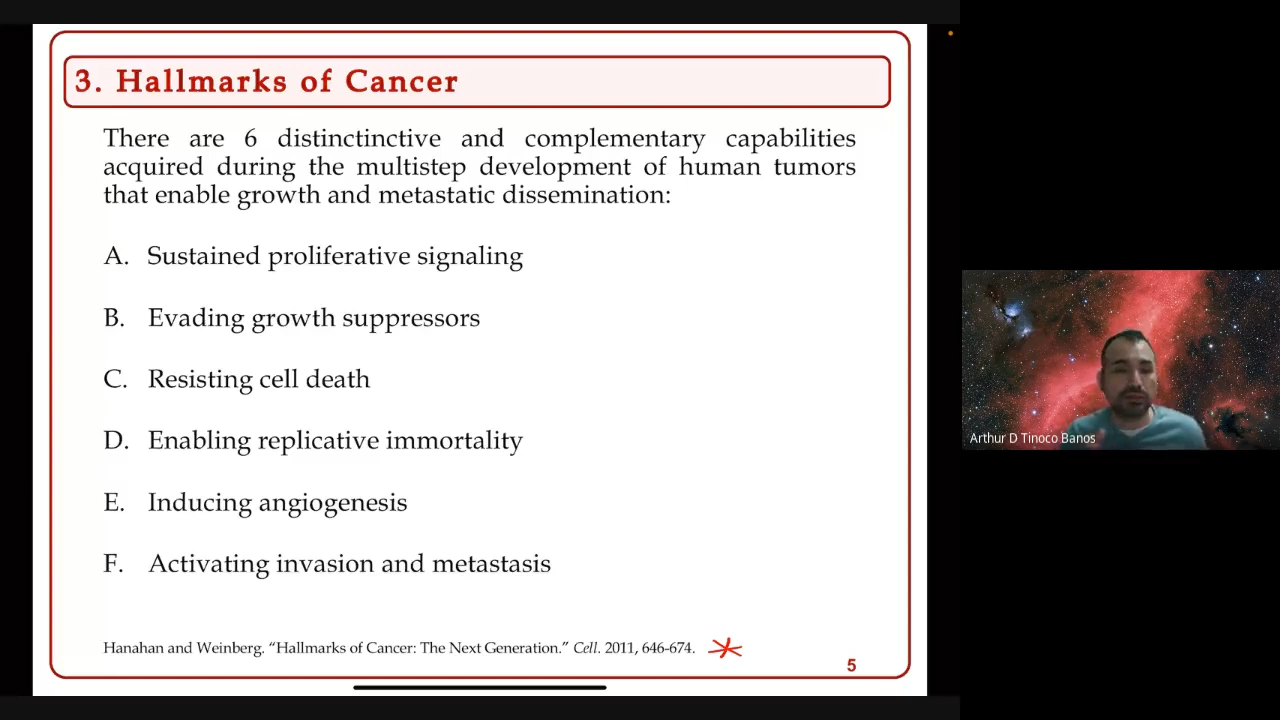 3. Hallmarks of Cancer
There are 6 distinctinctive and complementary capabilities
acquired during the multistep development of human tumors
that enable growth and metastatic dissemination:
A. Sustained proliferative signaling
B. Evading growth suppressors
C. Resisting cell death
D. Enabling replicative immortality
E. Inducing angiogenesis
F. Activating invasion and metastasis
Hanahan and Weinberg. “Hallmarks of Cancer: The Next Generation.” Cell. 2011, 646-674.
5
Arthur D Tinoco Banos